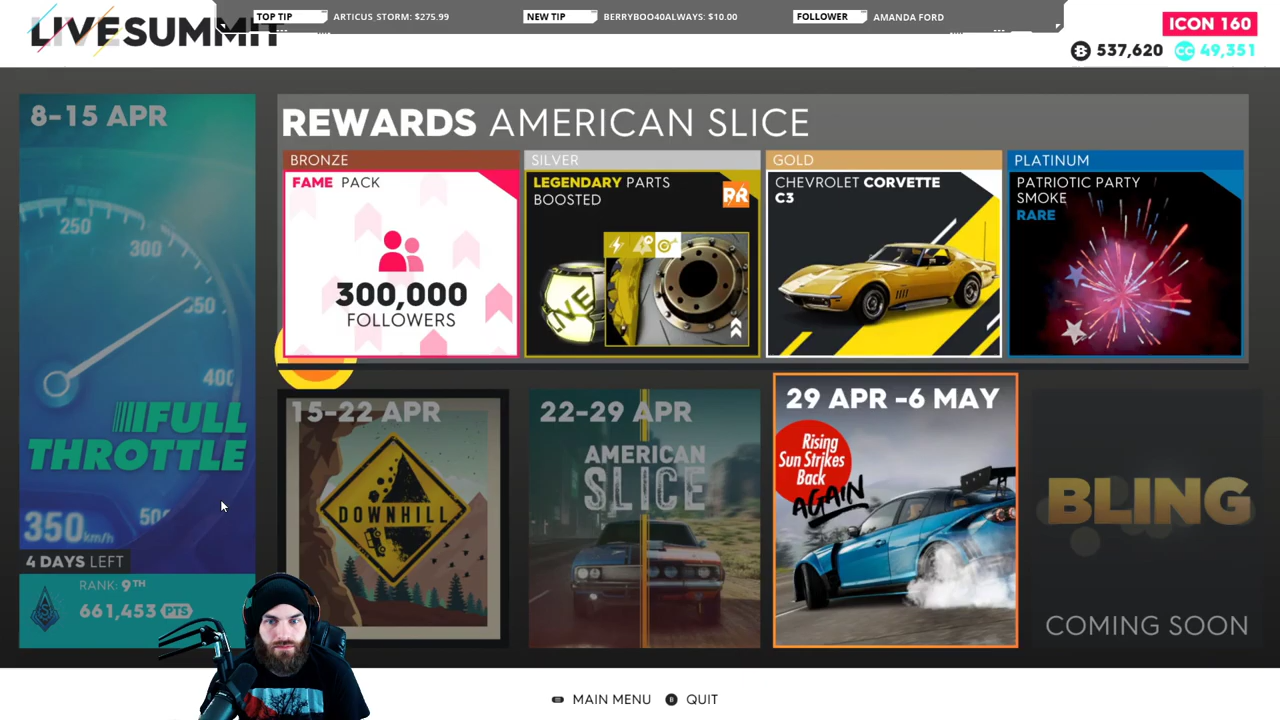 LIVESUMMIT
TOP TIP ARTICUS_STORM: $275.99
NEW TIP BERRYBOO40ALWAYS: $10.00
FOLLOWER AMANDA FORD
ICON 160
537,620 CC 49,351
8-15 APR
250
300
350
400
FULL
THROTTLE
350 km/h
4 DAYS LEFT
RANK: 9TH
661,453 PTS
REWARDS AMERICAN SLICE
BRONZE
FAME PACK
300,000
FOLLOWERS
SILVER
LEGENDARY PARTS
BOOSTED
LIVE
GOLD
CHEVROLET CORVETTE
C3
PLATINUM
PATRIOTIC PARTY
SMOKE
RARE
15-22 APR
DOWNHILL
22-29 APR
AMERICAN
SLICE
29 APR -6 MAY
Rising
Sun Strikes
Back
AGAIN
BLING
COMING SOON
MAIN MENU
QUIT